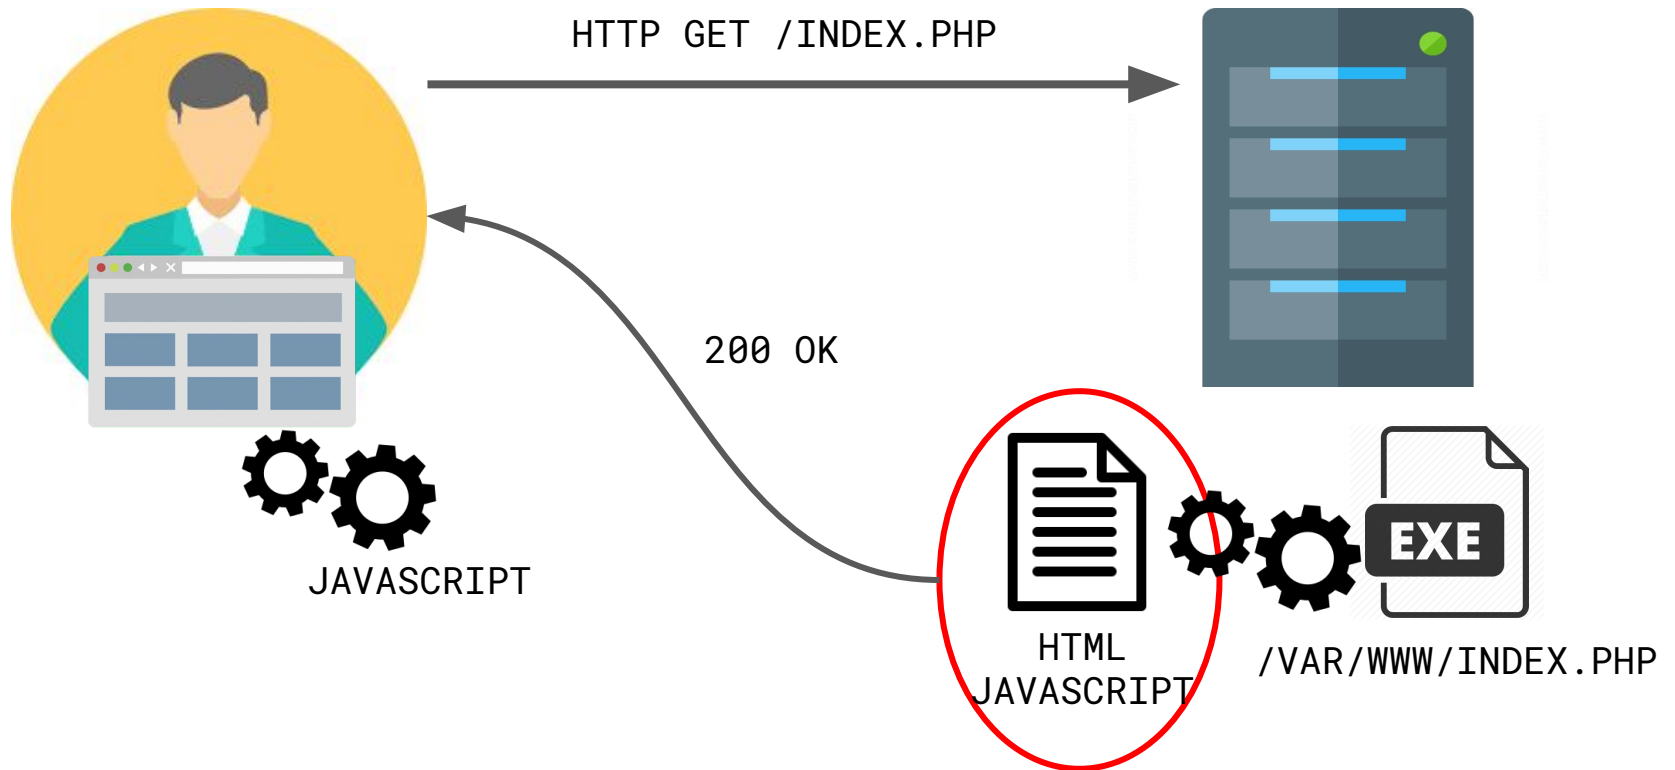 HTTP GET /INDEX.PHP
200 OK
EXE
JAVASCRIPT
HTML
JAVASCRIPT
/VAR/WWW/INDEX.PHP